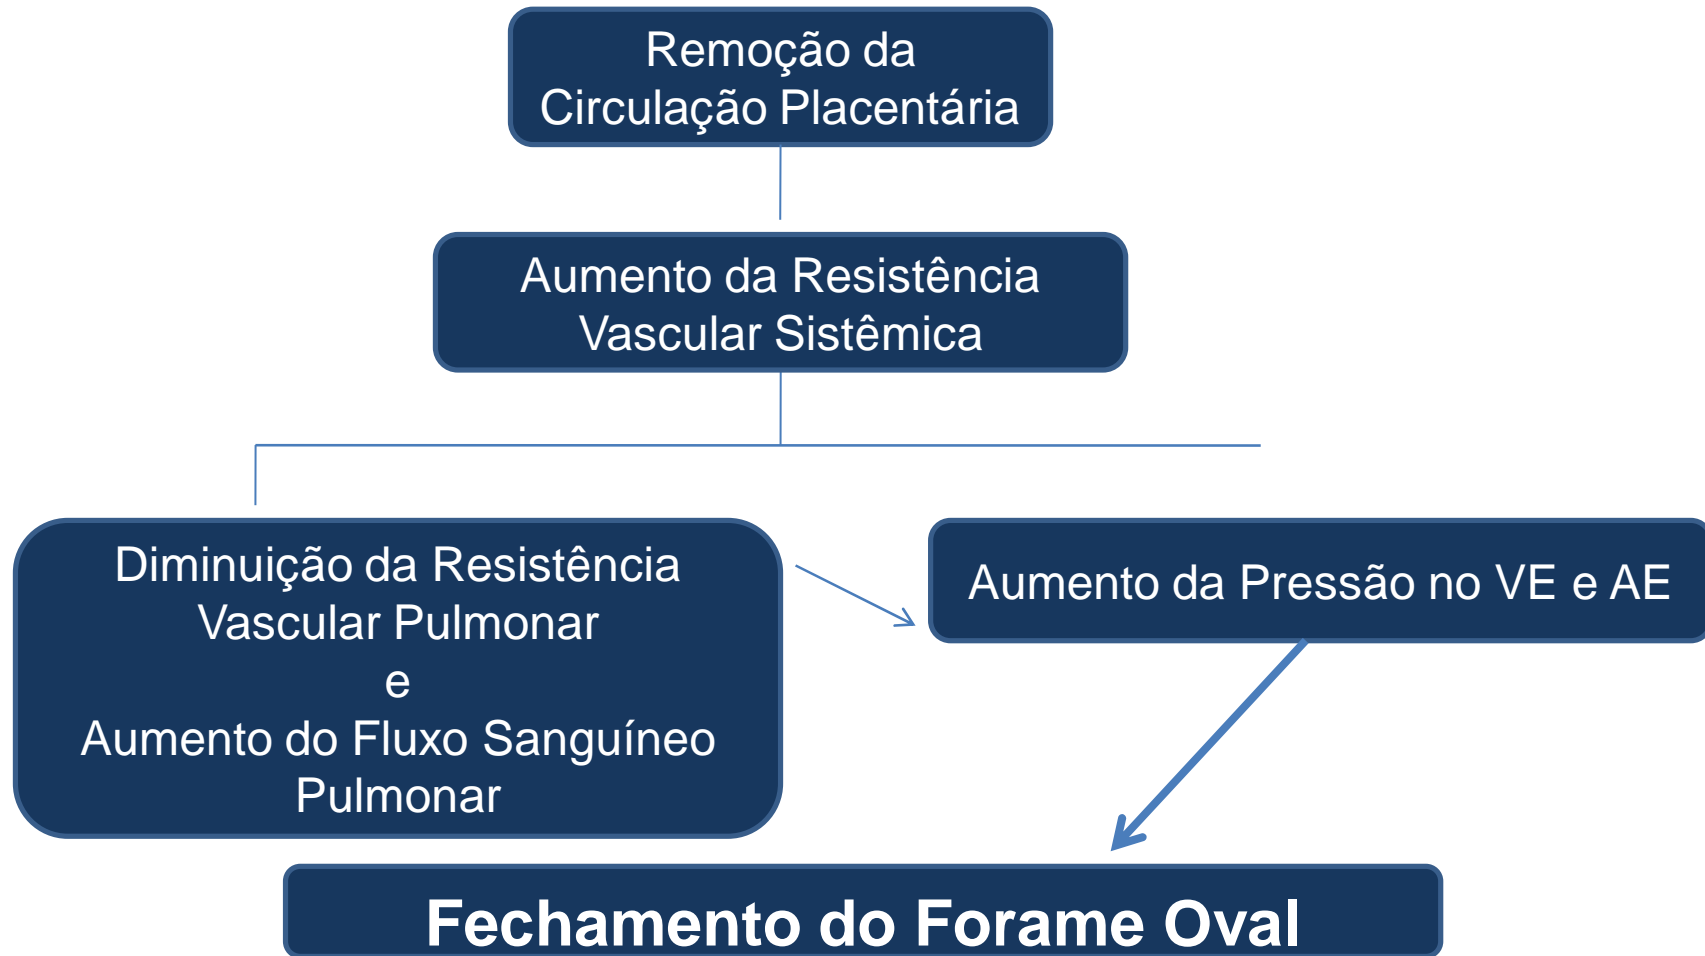 Remoção da
Circulação Placentária
Aumento da Resistência
Vascular Sistêmica
Diminuição da Resistência
Vascular Pulmonar
e
Aumento do Fluxo Sanguíneo
Pulmonar
Aumento da Pressão no VE e AE
Fechamento do Forame Oval